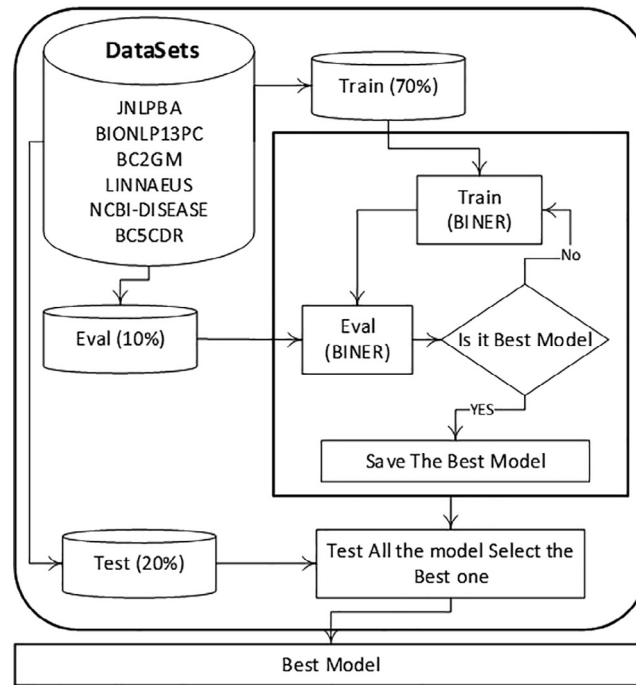 DataSets
JNLPBA
BIONLP13PC
BC2GM
LINNAEUS
NCBI-DISEASE
BC5CDR
Train (70%)
Train
(BINER)
No
Eval (10%)
Eval
(BINER)
Is it Best Model
YES
Save The Best Model
Test (20%)
Test All the model Select the
Best one
Best Model